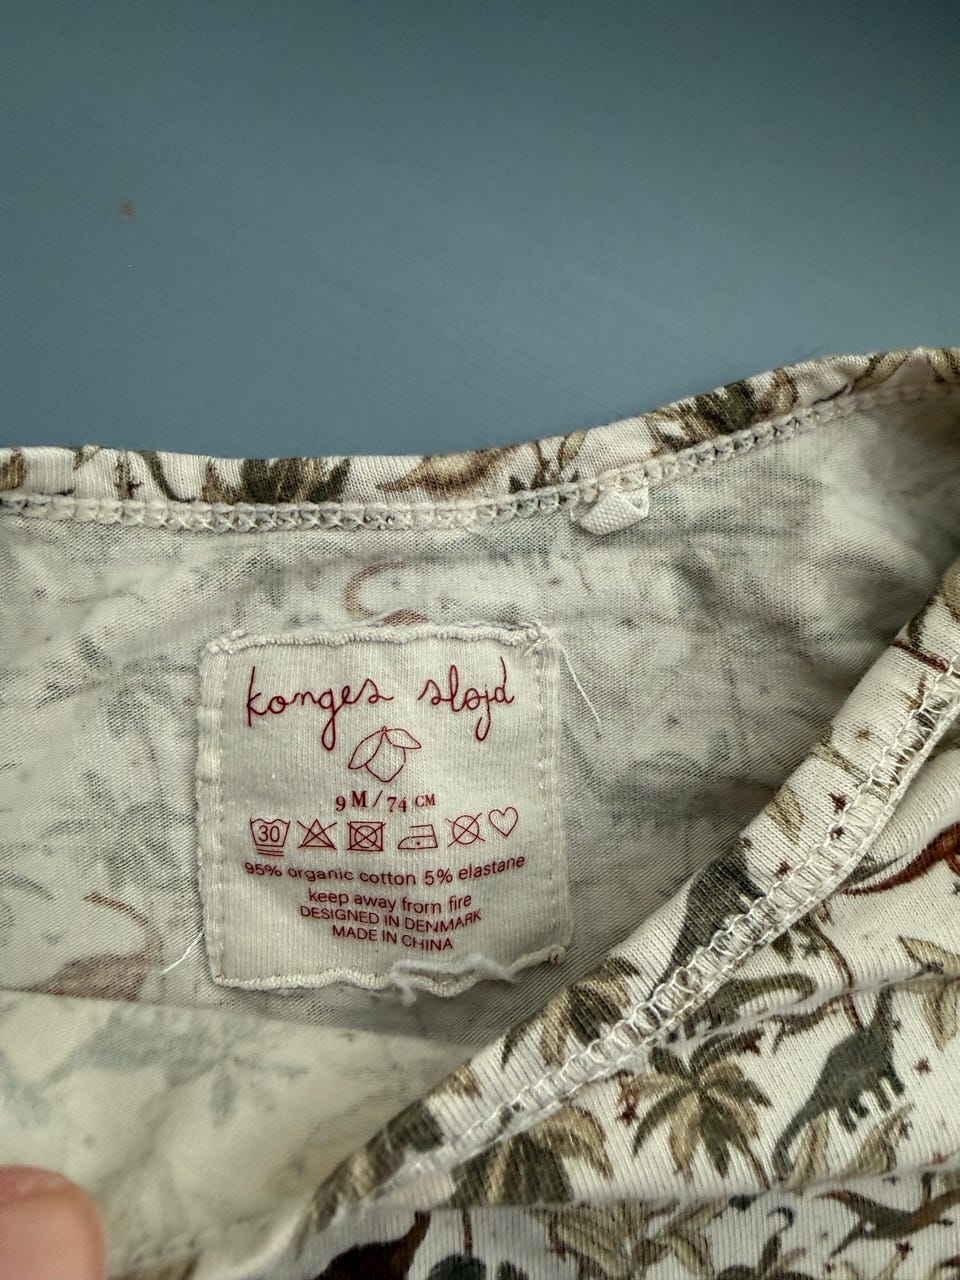 konges sløjd
9 M / 74 CM
30
95% organic cotton 5% elastane
keep away from fire
DESIGNED IN DENMARK
MADE IN CHINA